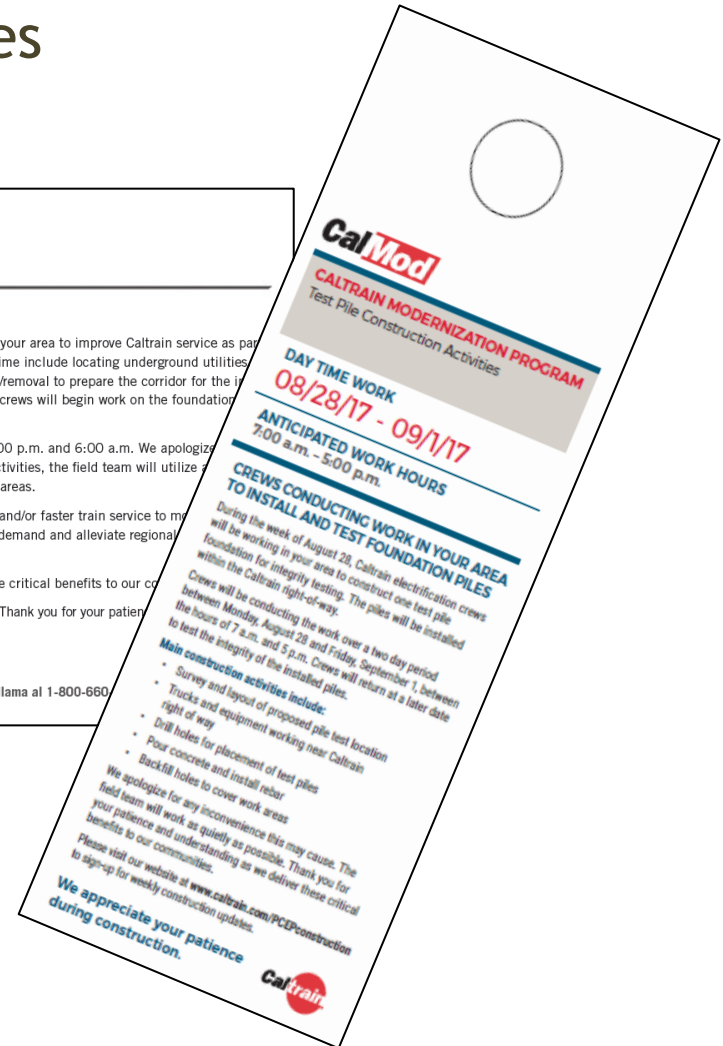 es
your area to improve Caltrain service as par
ime include locating underground utilities
/removal to prepare the corridor for the i
crews will begin work on the foundation
00 p.m. and 6:00 a.m. We apologize
tivities, the field team will utilize a
areas.
and/or faster train service to mo
demand and alleviate regional
e critical benefits to our co
Thank you for your patien
llama al 1-800-660-
CalMod
CALTRAIN MODERNIZATION PROGRAM
Test Pile Construction Activities
DAY TIME WORK
08/28/17 - 09/1/17
ANTICIPATED WORK HOURS
7:00 a.m. - 5:00 p.m.
CREWS CONDUCTING WORK IN YOUR AREA
TO INSTALL AND TEST FOUNDATION PILES
During the week of August 28, Caltrain electrification crews
will be working in your area to construct one test pile
foundation for integrity testing. The piles will be installed
within the Caltrain right-of-way.
Crews will be conducting the work over a two day period
between Monday, August 28 and Friday, September 1, between
the hours of 7 a.m. and 5 p.m. Crews will return at a later date
to test the integrity of the installed piles.
Main construction activities include:
• Survey and layout of proposed pile test location
• Trucks and equipment working near Caltrain
right of way
• Drill holes for placement of test piles
• Pour concrete and install rebar
• Backfill holes to cover work areas
We apologize for any inconvenience this may cause. The
field team will work as quietly as possible. Thank you for
your patience and understanding as we deliver these critical
benefits to our communities.
Please visit our website at www.caltrain.com/PCEPconstruction
to sign-up for weekly construction updates.
We appreciate your patience
during construction.
Caltrain